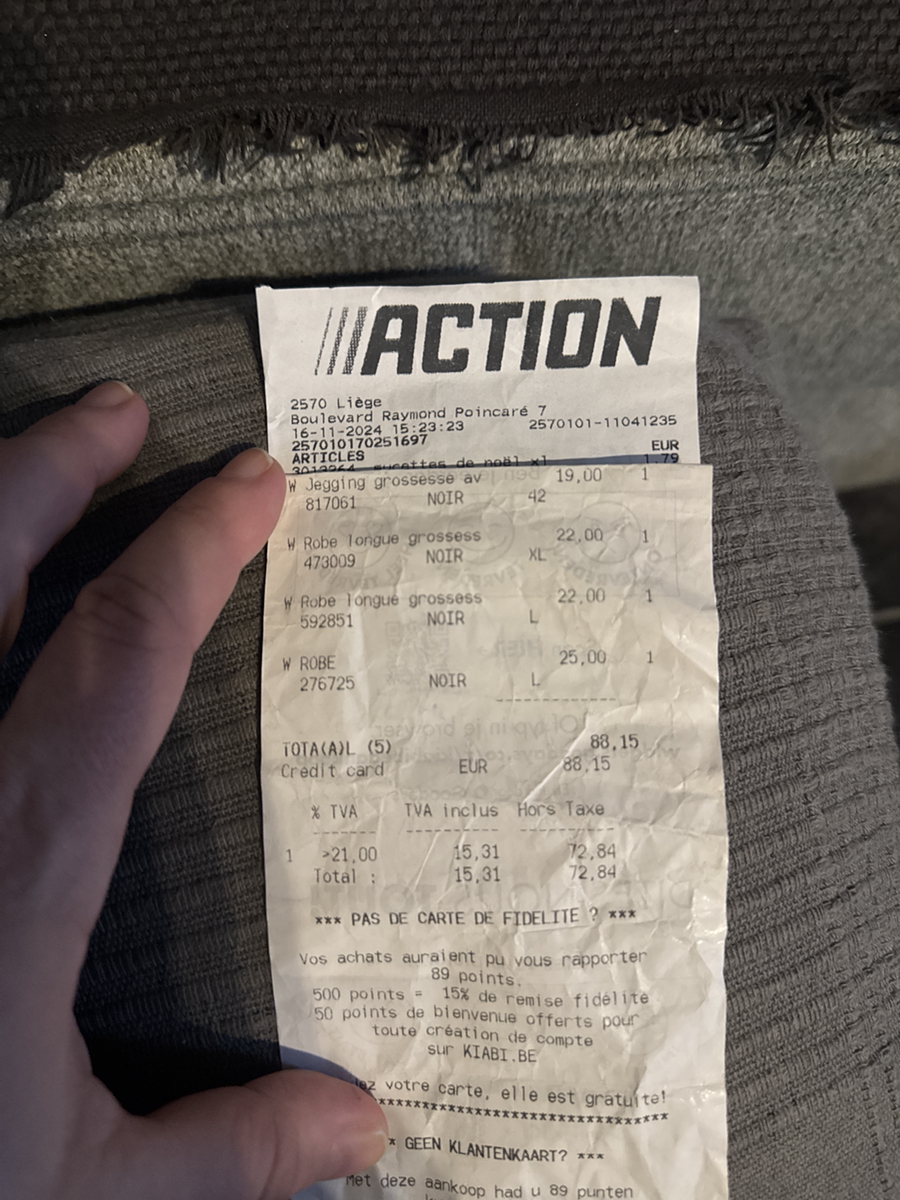 ACTION
2570 Liège
Boulevard Raymond Poincaré 7
16-11-2024 15:23:23 2570101-11041235
257010170251697
ARTICLES EUR
sucettes de noël x1 1,79
W Jegging grossesse av 19,00 1
817061 NOIR 42
W Robe longue grossess 22,00 1
473009 NOIR XL
W Robe longue grossess 22,00 1
592851 NOIR L
W ROBE 25,00 1
276725 NOIR L
TOTA(A)L (5) 88,15
Credit card EUR 88,15
% TVA TVA inclus Hors Taxe
1 >21,00 15,31 72,84
Total : 15,31 72,84
*** PAS DE CARTE DE FIDELITE ? ***
Vos achats auraient pu vous rapporter
89 points.
500 points = 15% de remise fidélité
50 points de bienvenue offerts pour
toute création de compte
sur KIABI.BE
votre carte, elle est gratuite!
* GEEN KLANTENKAART? ***
Met deze aankoop had u 89 punten